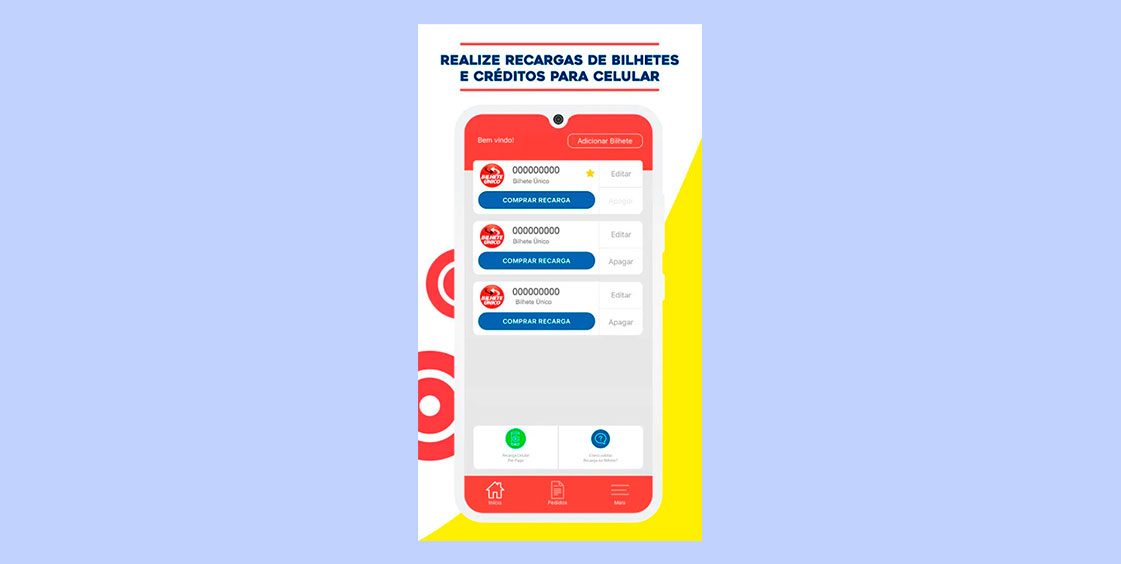 REALIZE RECARGAS DE BILHETES
E CRÉDITOS PARA CELULAR
Bem vindo!
Adicionar Bilhete
BILHETE
ÚNICO
000000000
Bilhete Único
Editar
COMPRAR RECARGA
Apagar
BILHETE
ÚNICO
000000000
Bilhete Único
Editar
COMPRAR RECARGA
Apagar
BILHETE
ÚNICO
000000000
Bilhete Único
Editar
COMPRAR RECARGA
Apagar
Recarga Celular
Pré Pago
Como validar
Recarga no Bilhete?
Início
Pedidos
Mais